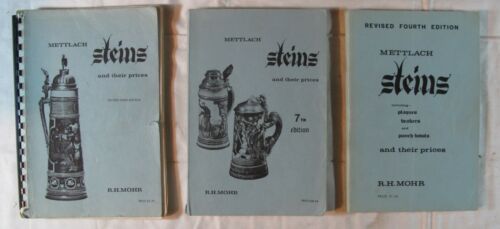 METTLACH
steins
and their prices
R.H.MOHR
METTLACH
steins
and their prices
7TH
edition
R.H.MOHR
REVISED FOURTH EDITION
METTLACH
steins
including
plaques
beakers
and
punch bowls
and their prices
R.H.MOHR